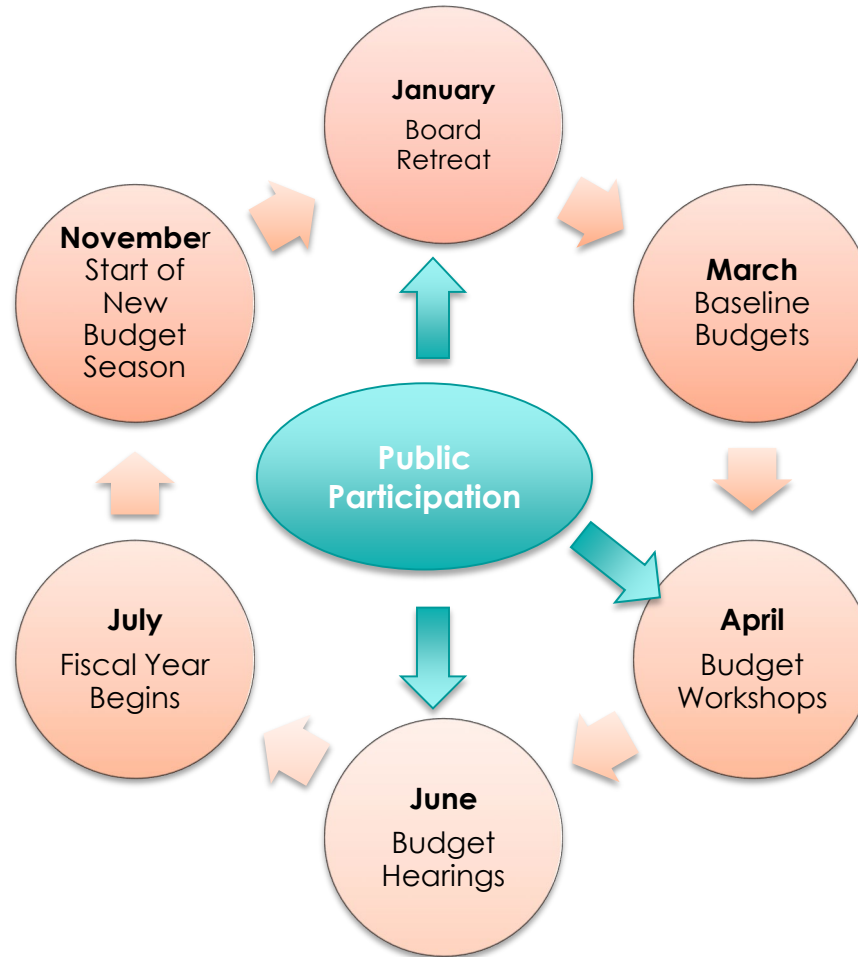 January
Board
Retreat
March
Baseline
Budgets
April
Budget
Workshops
June
Budget
Hearings
July
Fiscal Year
Begins
November
Start of
New
Budget
Season
Public
Participation